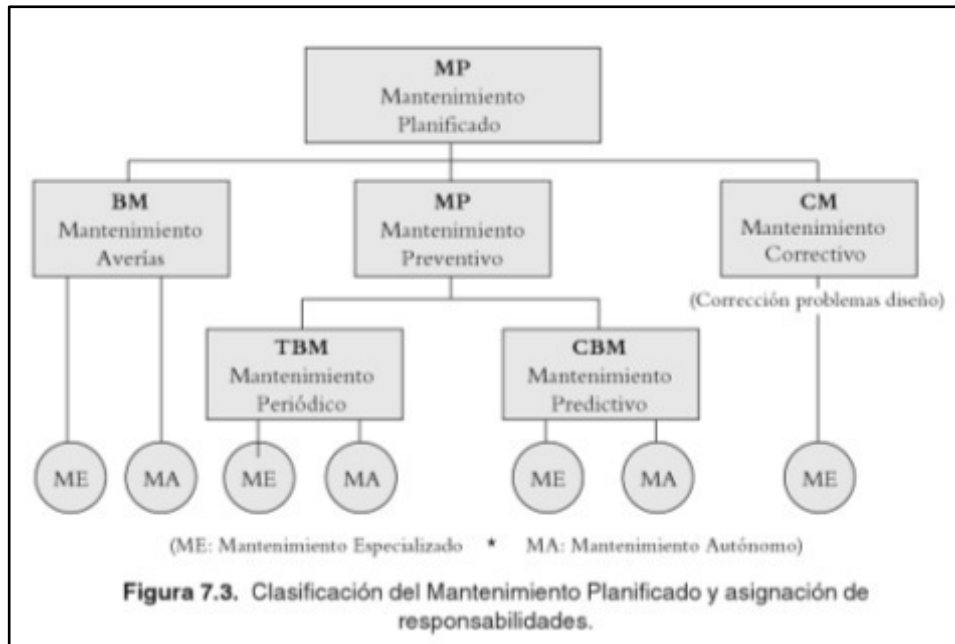 MP
Mantenimiento
Planificado
BM
Mantenimiento
Averías
MP
Mantenimiento
Preventivo
CM
Mantenimiento
Correctivo
(Corrección problemas diseño)
TBM
Mantenimiento
Periódico
CBM
Mantenimiento
Predictivo
ME
MA
ME
MA
ME
MA
ME
(ME: Mantenimiento Especializado * MA: Mantenimiento Autónomo)
Figura 7.3. Clasificación del Mantenimiento Planificado y asignación de
responsabilidades.